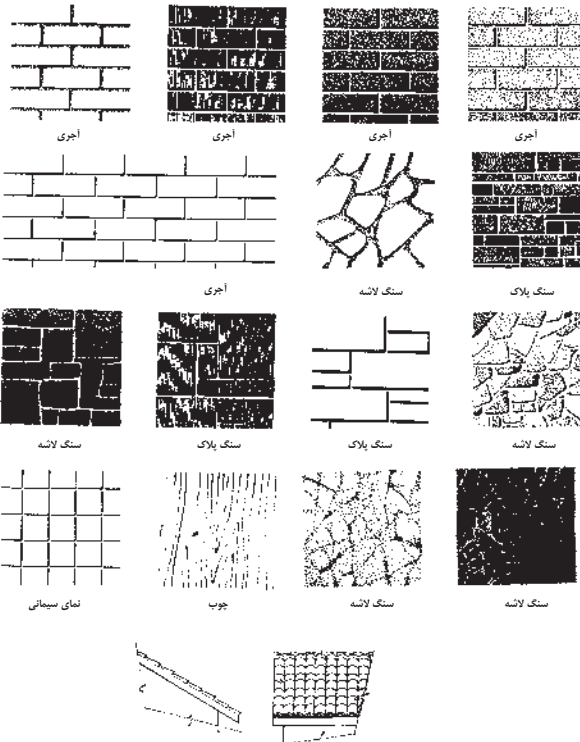 آجری آجری آجری آجری
سنگ پلاک سنگ لاشه آجری
سنگ لاشه سنگ پلاک سنگ پلاک سنگ لاشه
سنگ لاشه سنگ لاشه چوب نمای سیمانی